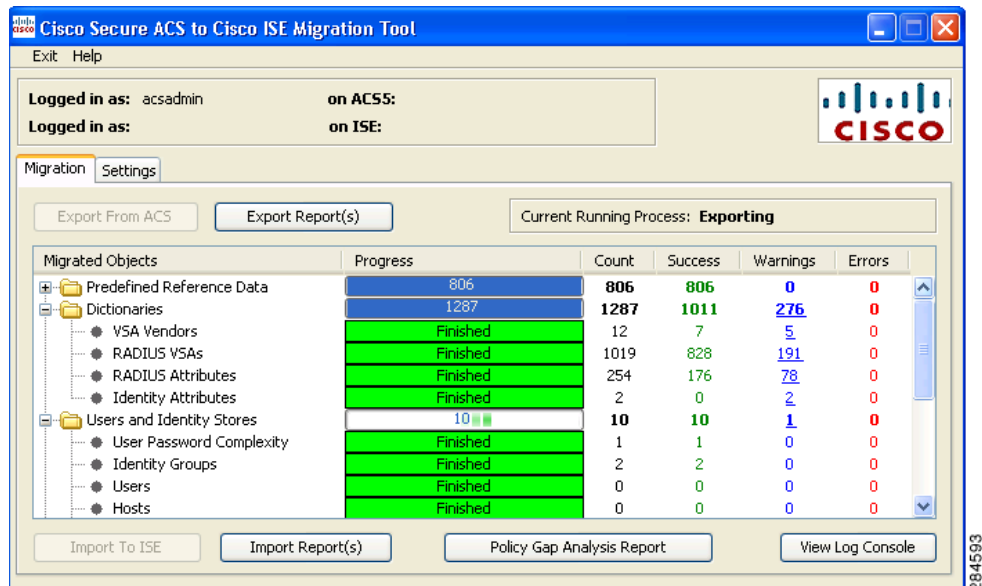 cisco Cisco Secure ACS to Cisco ISE Migration Tool
Exit Help
Logged in as: acsadmin on ACS5:
Logged in as: on ISE:
CISCO
Migration Settings
Export From ACS Export Report(s) Current Running Process: Exporting
Migrated Objects Progress Count Success Warnings Errors
Predefined Reference Data 806 806 806 0 0
Dictionaries 1287 1287 1011 276 0
VSA Vendors Finished 12 7 5 0
RADIUS VSAs Finished 1019 828 191 0
RADIUS Attributes Finished 254 176 78 0
Identity Attributes Finished 2 0 2 0
Users and Identity Stores 10 10 10 1 0
User Password Complexity Finished 1 1 0 0
Identity Groups Finished 2 2 0 0
Users Finished 0 0 0 0
Hosts Finished 0 0 0 0
Import To ISE Import Report(s) Policy Gap Analysis Report View Log Console
284593